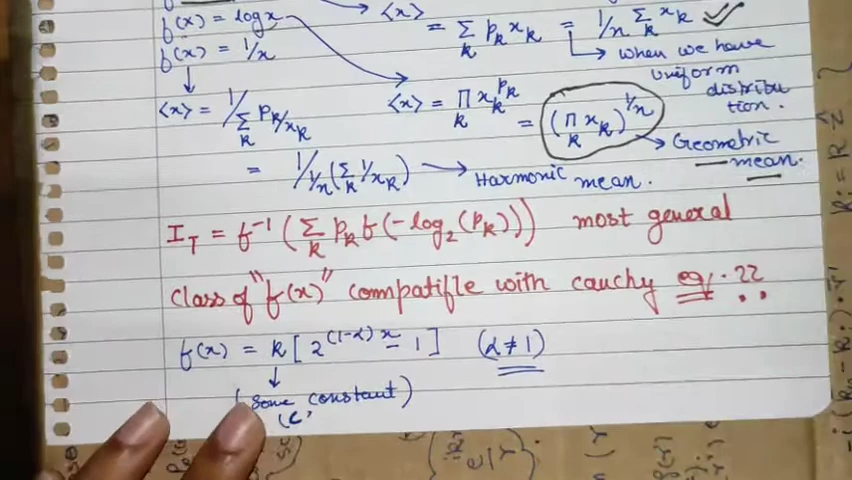 f(x) = logx → <x> = Σ_k p_k x_k = 1/n Σ_k x_k ✓
f(x) = 1/x
↳ when we have uniform distribution.
<x> = 1/Σ_k p_k/x_k
<x> = Π_k x_k^{p_k} = (Π_k x_k)^{1/n} → Geometric mean.
= 1/1/n(Σ_k 1/x_k) → Harmonic mean.
I_T = f^{-1}(Σ_k p_k f(-log_2(p_k))) most general
class of "f(x)" compatible with cauchy eq/. ??
f(x) = k[2^{(1-α)x} - 1] (α≠1)
(some constant)